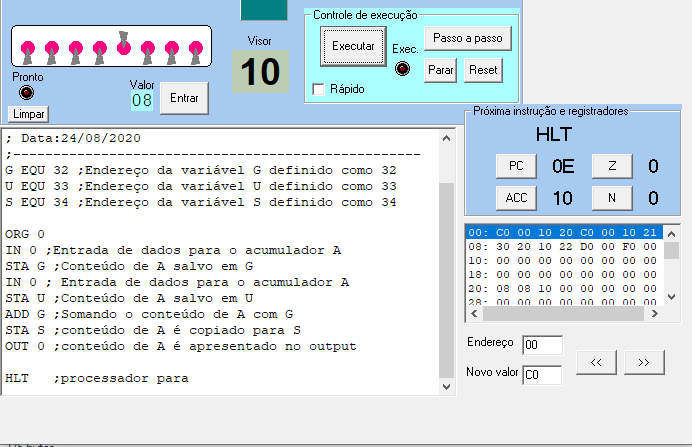 Pronto
Limpar
Valor
08
Entrar
Visor
10
Controle de execução
Executar
Exec.
Passo a passo
Parar
Reset
Rápido
; Data:24/08/2020
;---------------------------------------------------
G EQU 32 ;Endereço da variável G definido como 32
U EQU 33 ;Endereço da variável U definido como 33
S EQU 34 ;Endereço da variável S definido como 34
ORG 0
IN 0 ;Entrada de dados para o acumulador A
STA G ;Conteúdo de A salvo em G
IN 0 ; Entrada de dados para o acumulador A
STA U ;Conteúdo de A salvo em U
ADD G ;Somando o conteúdo de A com G
STA S ;conteúdo de A é copiado para S
OUT 0 ;conteúdo de A é apresentado no output
HLT   ;processador para
Próxima instrução e registradores
HLT
PC 0E Z 0
ACC 10 N 0
00: C0 00 10 20 C0 00 10 21
08: 30 20 10 22 D0 00 F0 00
10: 00 00 00 00 00 00 00 00
18: 00 00 00 00 00 00 00 00
20: 08 08 10 00 00 00 00 00
28: 00 00 00 00 00 00 00 00
Endereço 00
Novo valor C0
<< >>